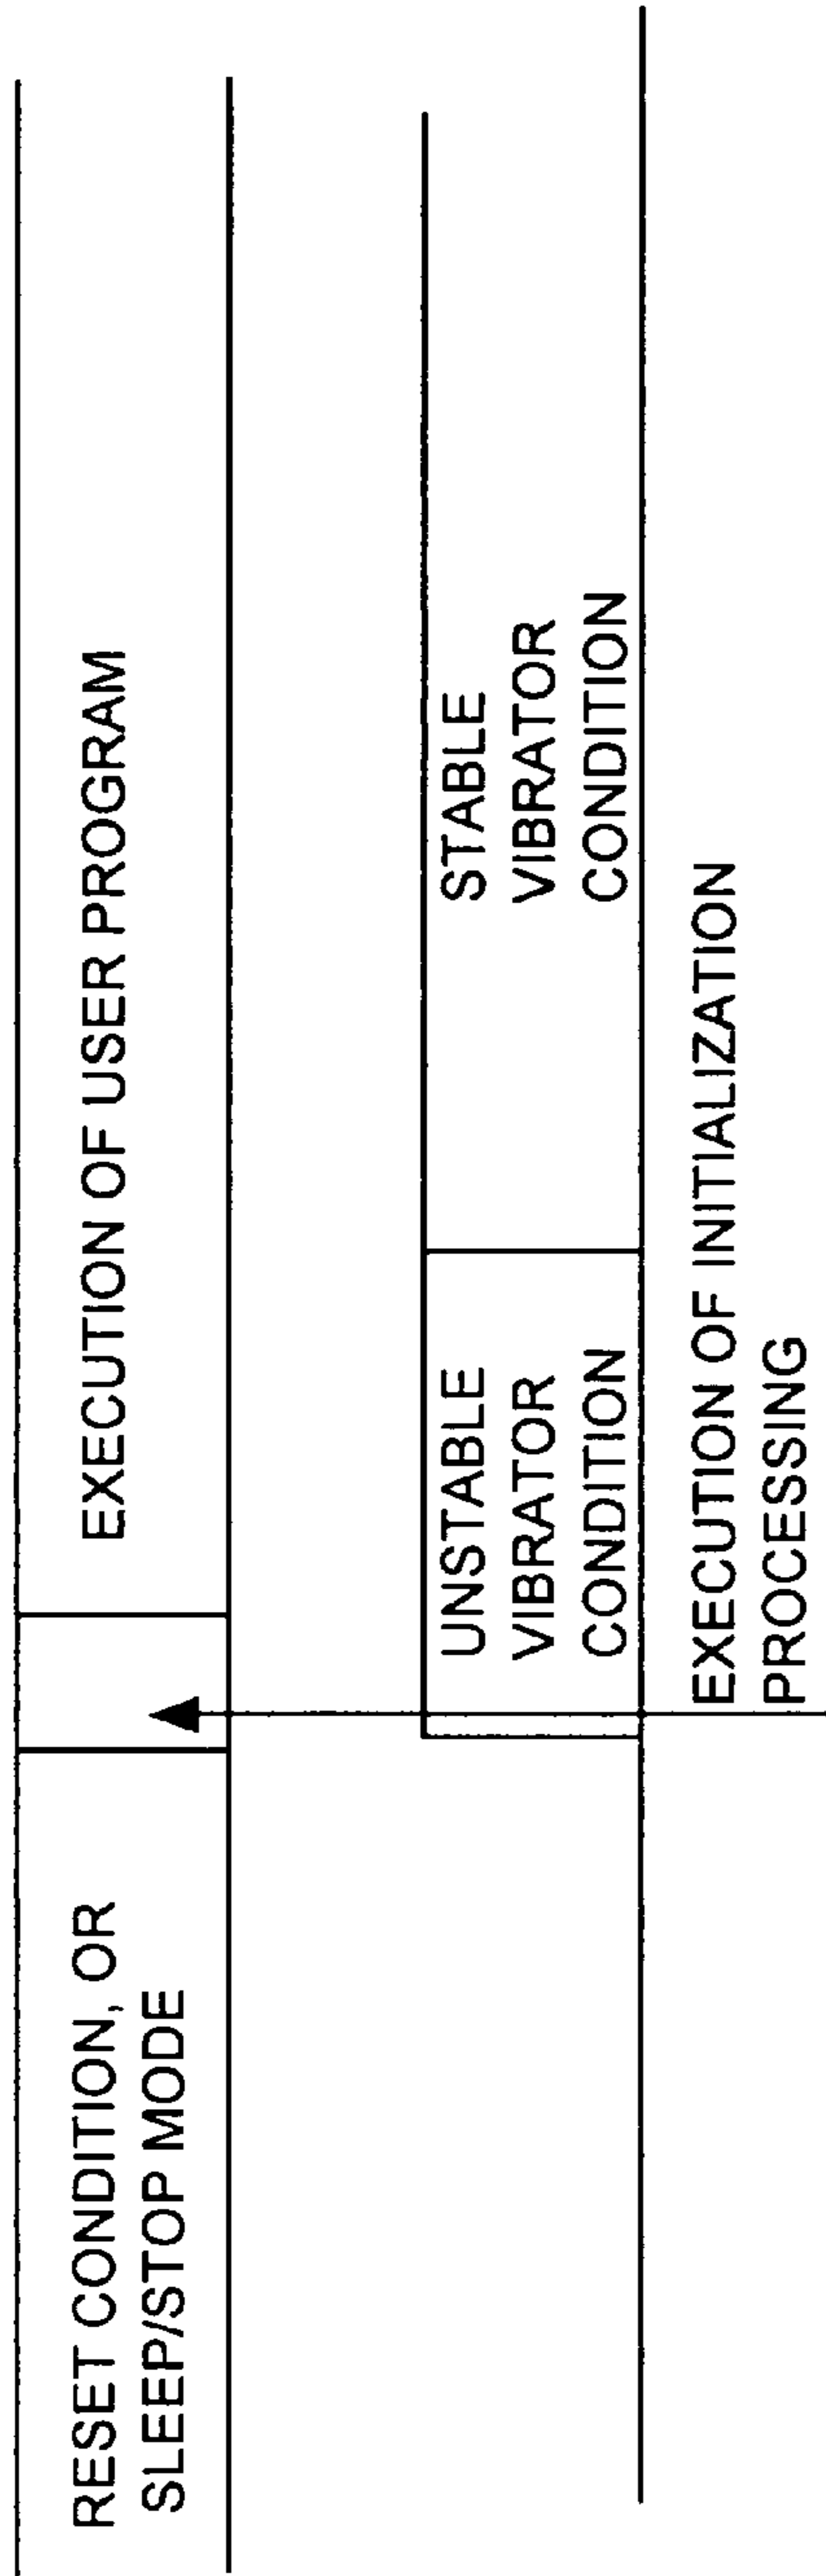 RESET CONDITION, OR
SLEEP/STOP MODE
EXECUTION OF USER PROGRAM
UNSTABLE
VIBRATOR
CONDITION
STABLE
VIBRATOR
CONDITION
EXECUTION OF INITIALIZATION
PROCESSING